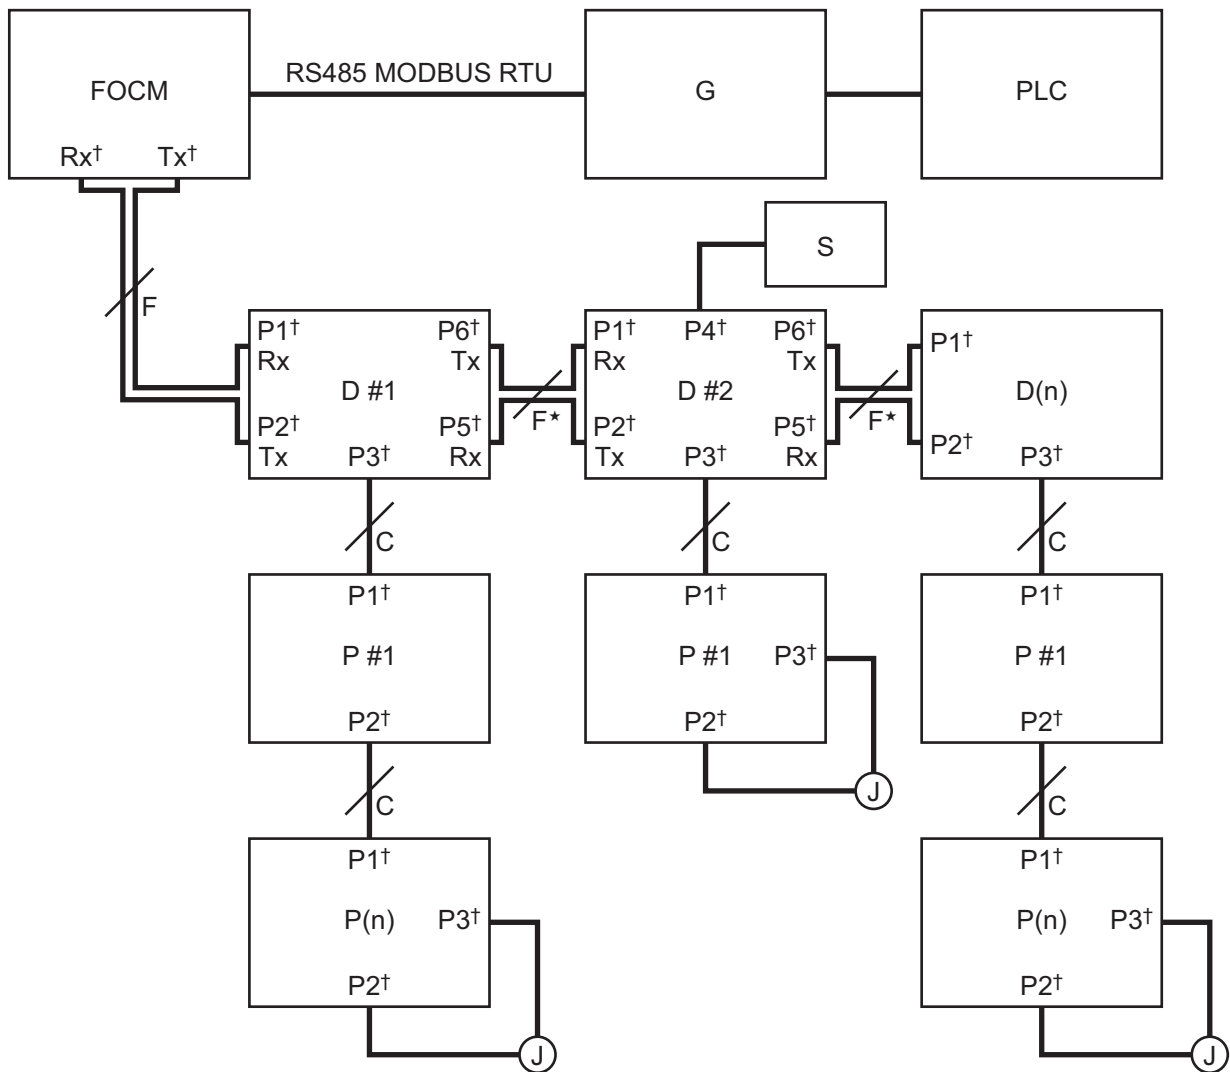 FOCM
RS485 MODBUS RTU
G
PLC
Rx† Tx†
S
F
P1† P6†
Rx Tx
D #1
P2† P5†
Tx P3† Rx
F★
P1† P4† P6†
Rx Tx
D #2
P2† P5†
Tx P3† Rx
F★
P1†
D(n)
P2†
P3†
C
C
C
P1†
P #1
P2†
P1†
P #1 P3†
P2†
J
P1†
P #1
P2†
C
C
P1†
P(n) P3†
P2†
J
P1†
P(n) P3†
P2†
J